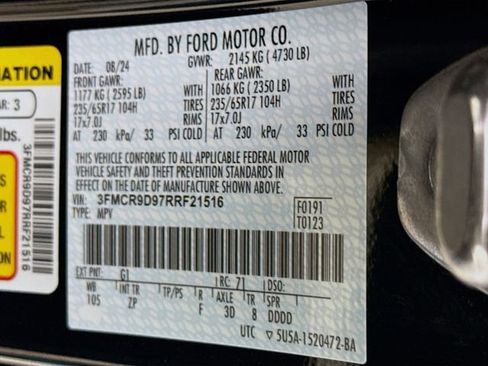 MFD. BY FORD MOTOR CO.
DATE: 08/24 GVWR: 2145 KG ( 4730 LB)
FRONT GAWR: REAR GAWR:
1177 KG ( 2595 LB) WITH 1066 KG ( 2350 LB) WITH
235/65R17 104H TIRES 235/65R17 104H TIRES
17x7.0J RIMS 17x7.0J RIMS
AT 230 kPa/ 33 PSI COLD AT 230 kPa/ 33 PSI COLD
THIS VEHICLE CONFORMS TO ALL APPLICABLE FEDERAL MOTOR
VEHICLE SAFETY AND THEFT PREVENTION STANDARDS IN
EFFECT ON THE DATE OF MANUFACTURE SHOWN ABOVE.
VIN: 3FMCR9D97RRF21516 F0191
TYPE: MPV T0123
EXT PNT: G1 RC: 71 DSO:
WB INT TR TP/PS R AXLE TR SPR
105 ZP F 3D 8 DDDD
UTC 5U5A-1520472-BA
MATION
AR: 3
lbs.
3FMCR9D97RRF21516
S
R
L
ION